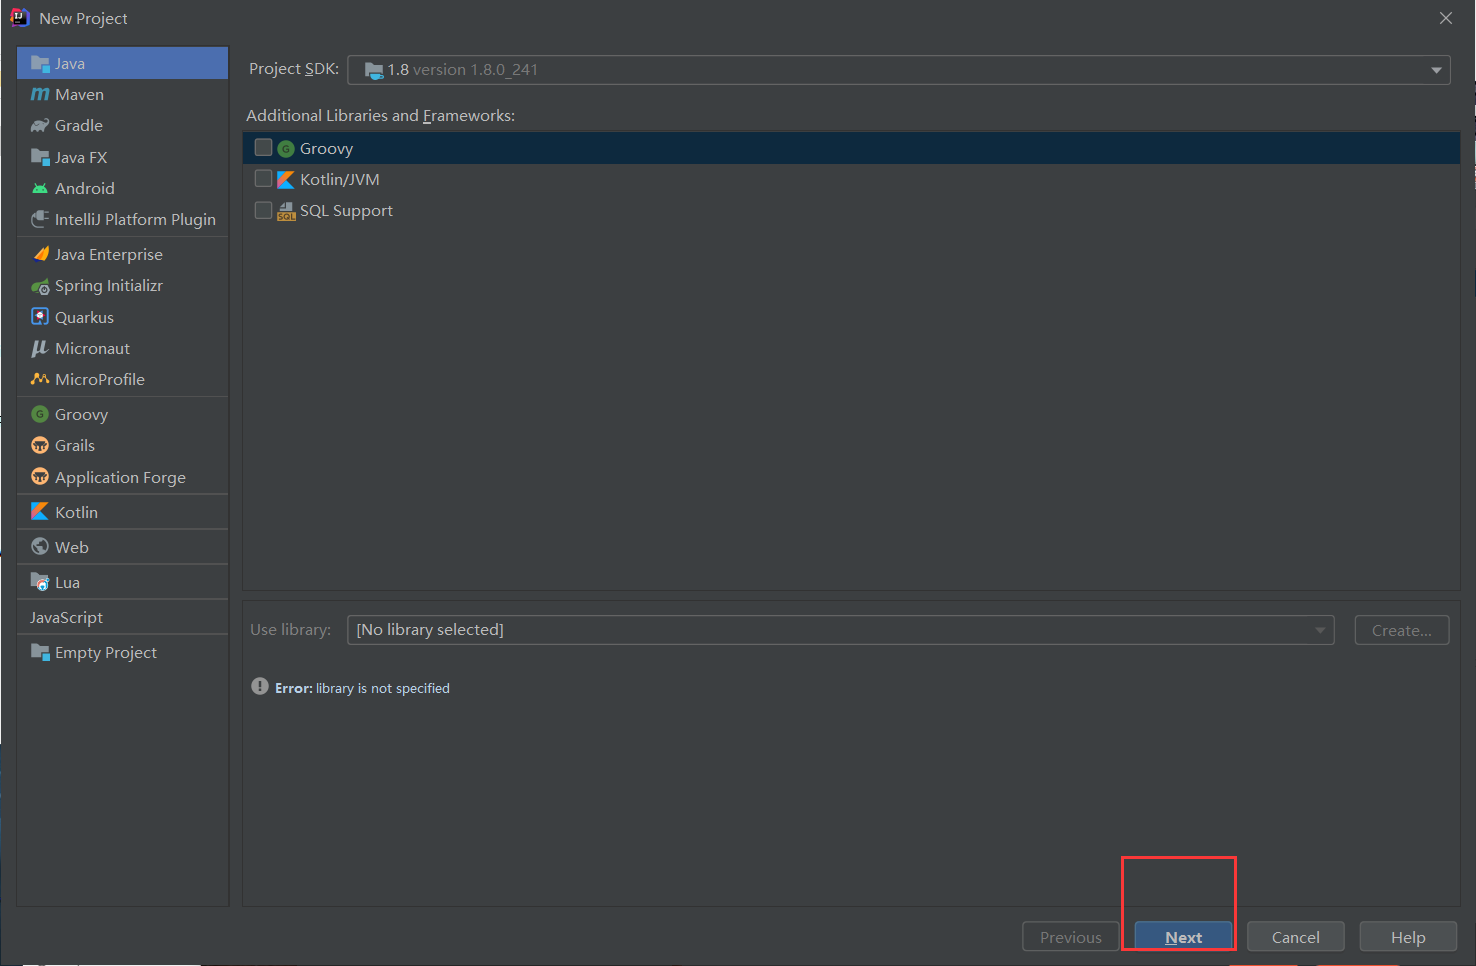 New Project
Java
Maven
Gradle
Java FX
Android
IntelliJ Platform Plugin
Java Enterprise
Spring Initializr
Quarkus
Micronaut
MicroProfile
Groovy
Grails
Application Forge
Kotlin
Web
Lua
JavaScript
Empty Project
Project SDK: 1.8 version 1.8.0_241
Additional Libraries and Frameworks:
Groovy
Kotlin/JVM
SQL Support
Use library: [No library selected] Create...
Error: library is not specified
Previous Next Cancel Help